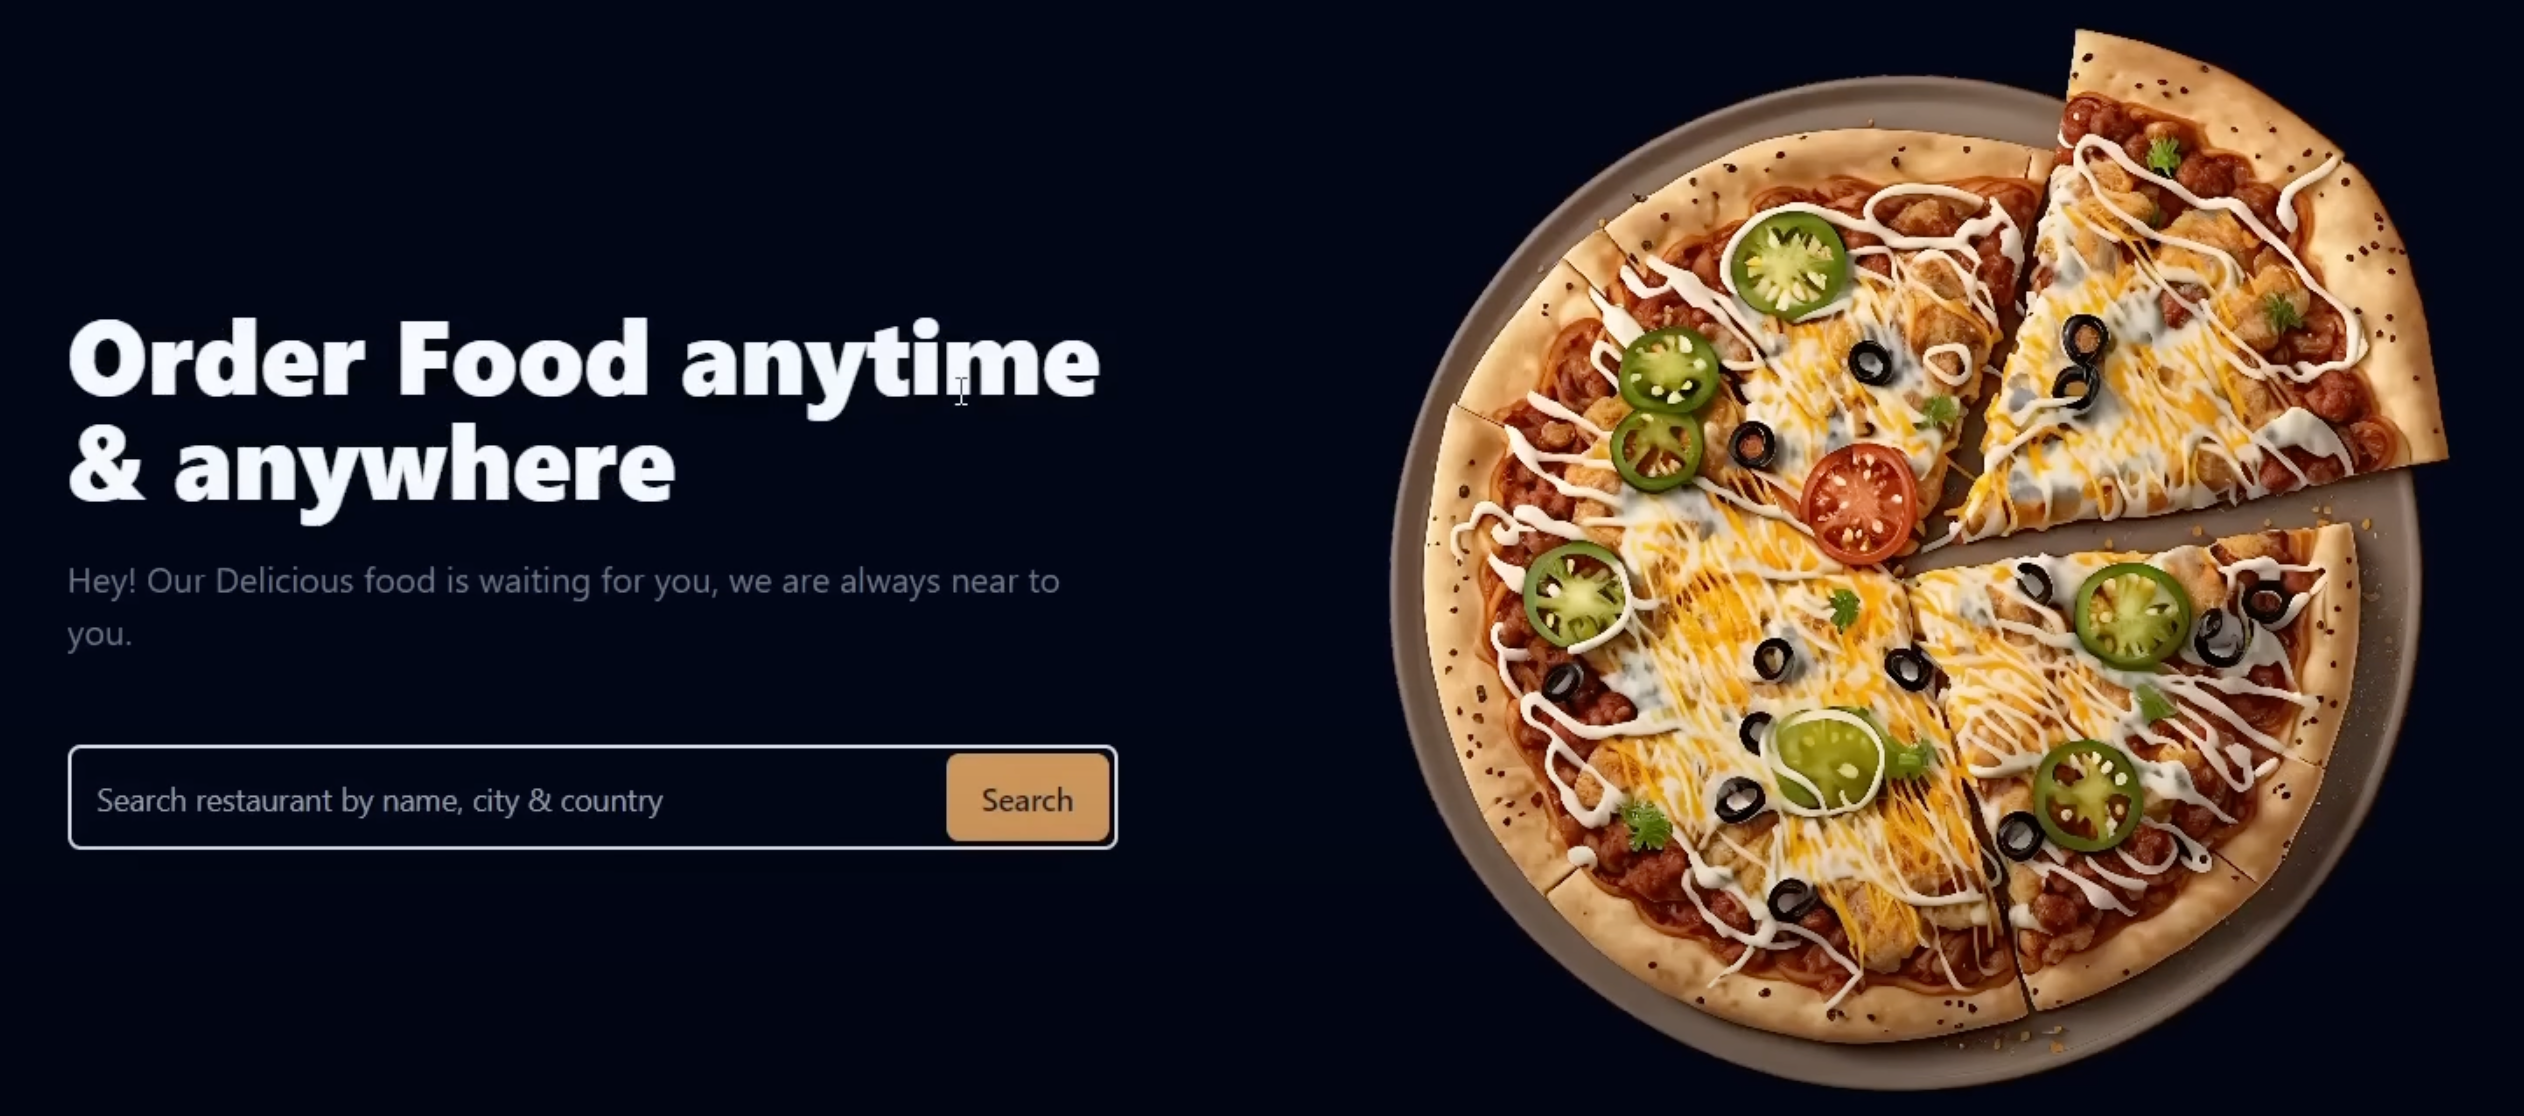 Order Food anytime
& anywhere
Hey! Our Delicious food is waiting for you, we are always near to
you.
Search restaurant by name, city & country
Search